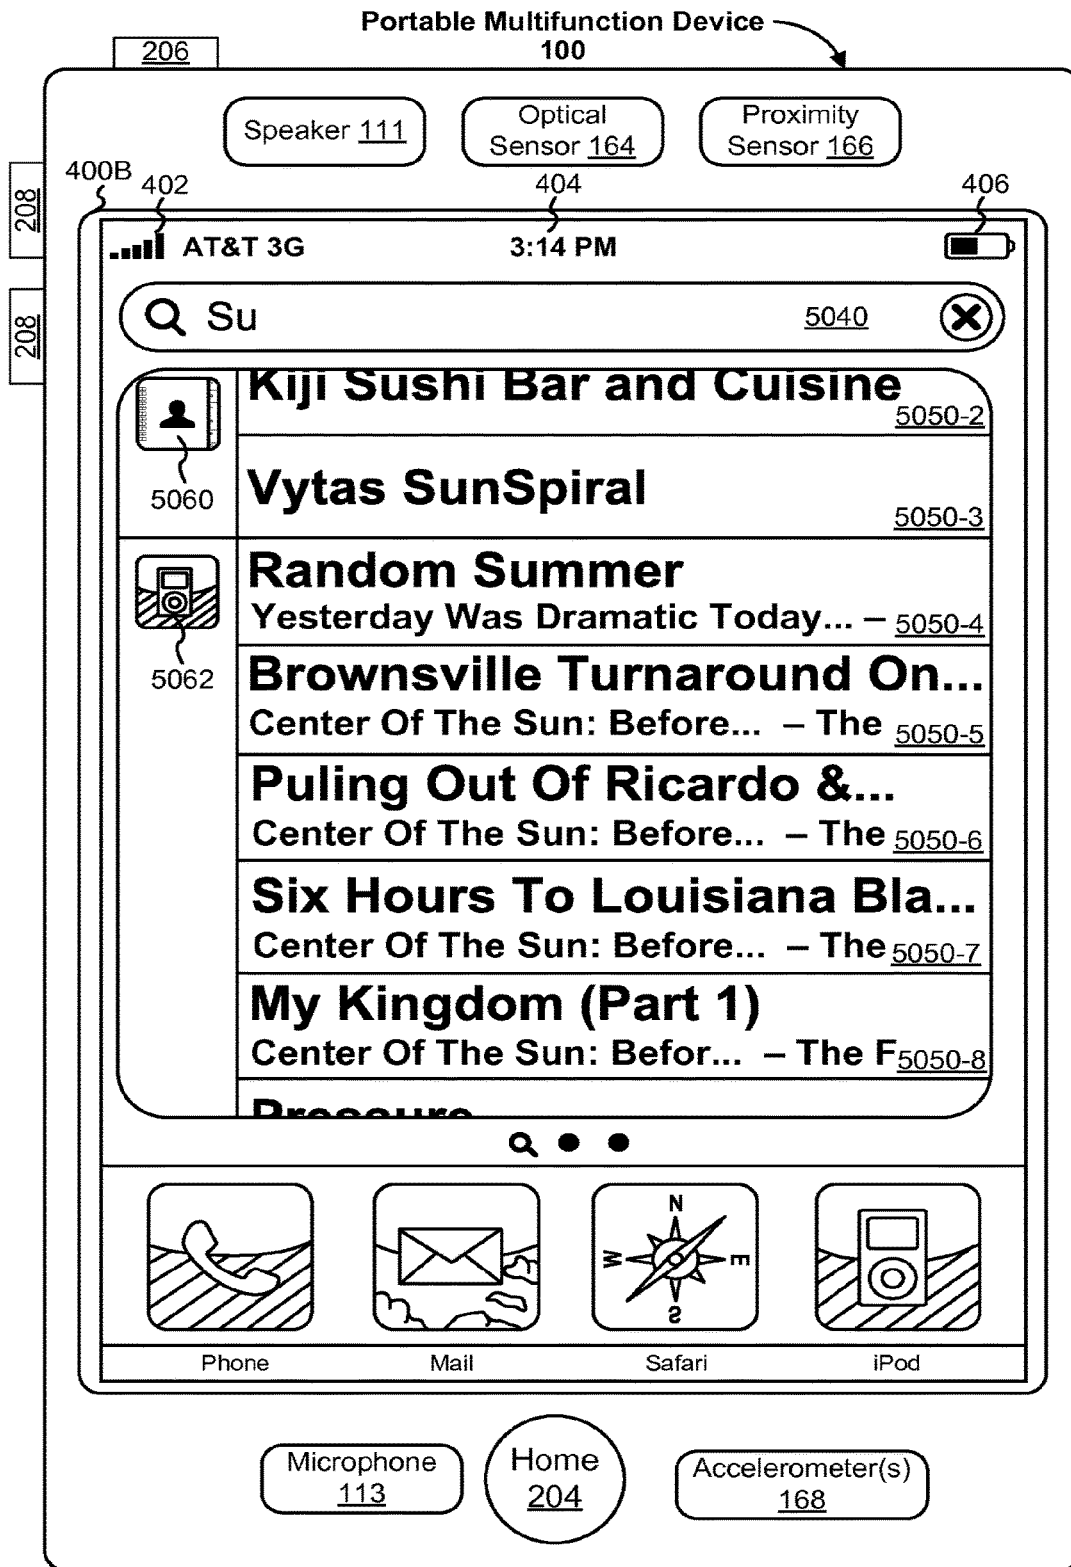 Portable Multifunction Device
100
206
Speaker 111
Optical
Sensor 164
Proximity
Sensor 166
208
400B
402
404
406
AT&T 3G
3:14 PM
208
Su
5040
Kiji Sushi Bar and Cuisine
5050-2
5060
Vytas SunSpiral
5050-3
Random Summer
Yesterday Was Dramatic Today... – 5050-4
5062
Brownsville Turnaround On...
Center Of The Sun: Before... – The 5050-5
Puling Out Of Ricardo &...
Center Of The Sun: Before... – The 5050-6
Six Hours To Louisiana Bla...
Center Of The Sun: Before... – The 5050-7
My Kingdom (Part 1)
Center Of The Sun: Befor... – The F 5050-8
Pressure
N
W
E
S
Phone
Mail
Safari
iPod
Microphone
113
Home
204
Accelerometer(s)
168